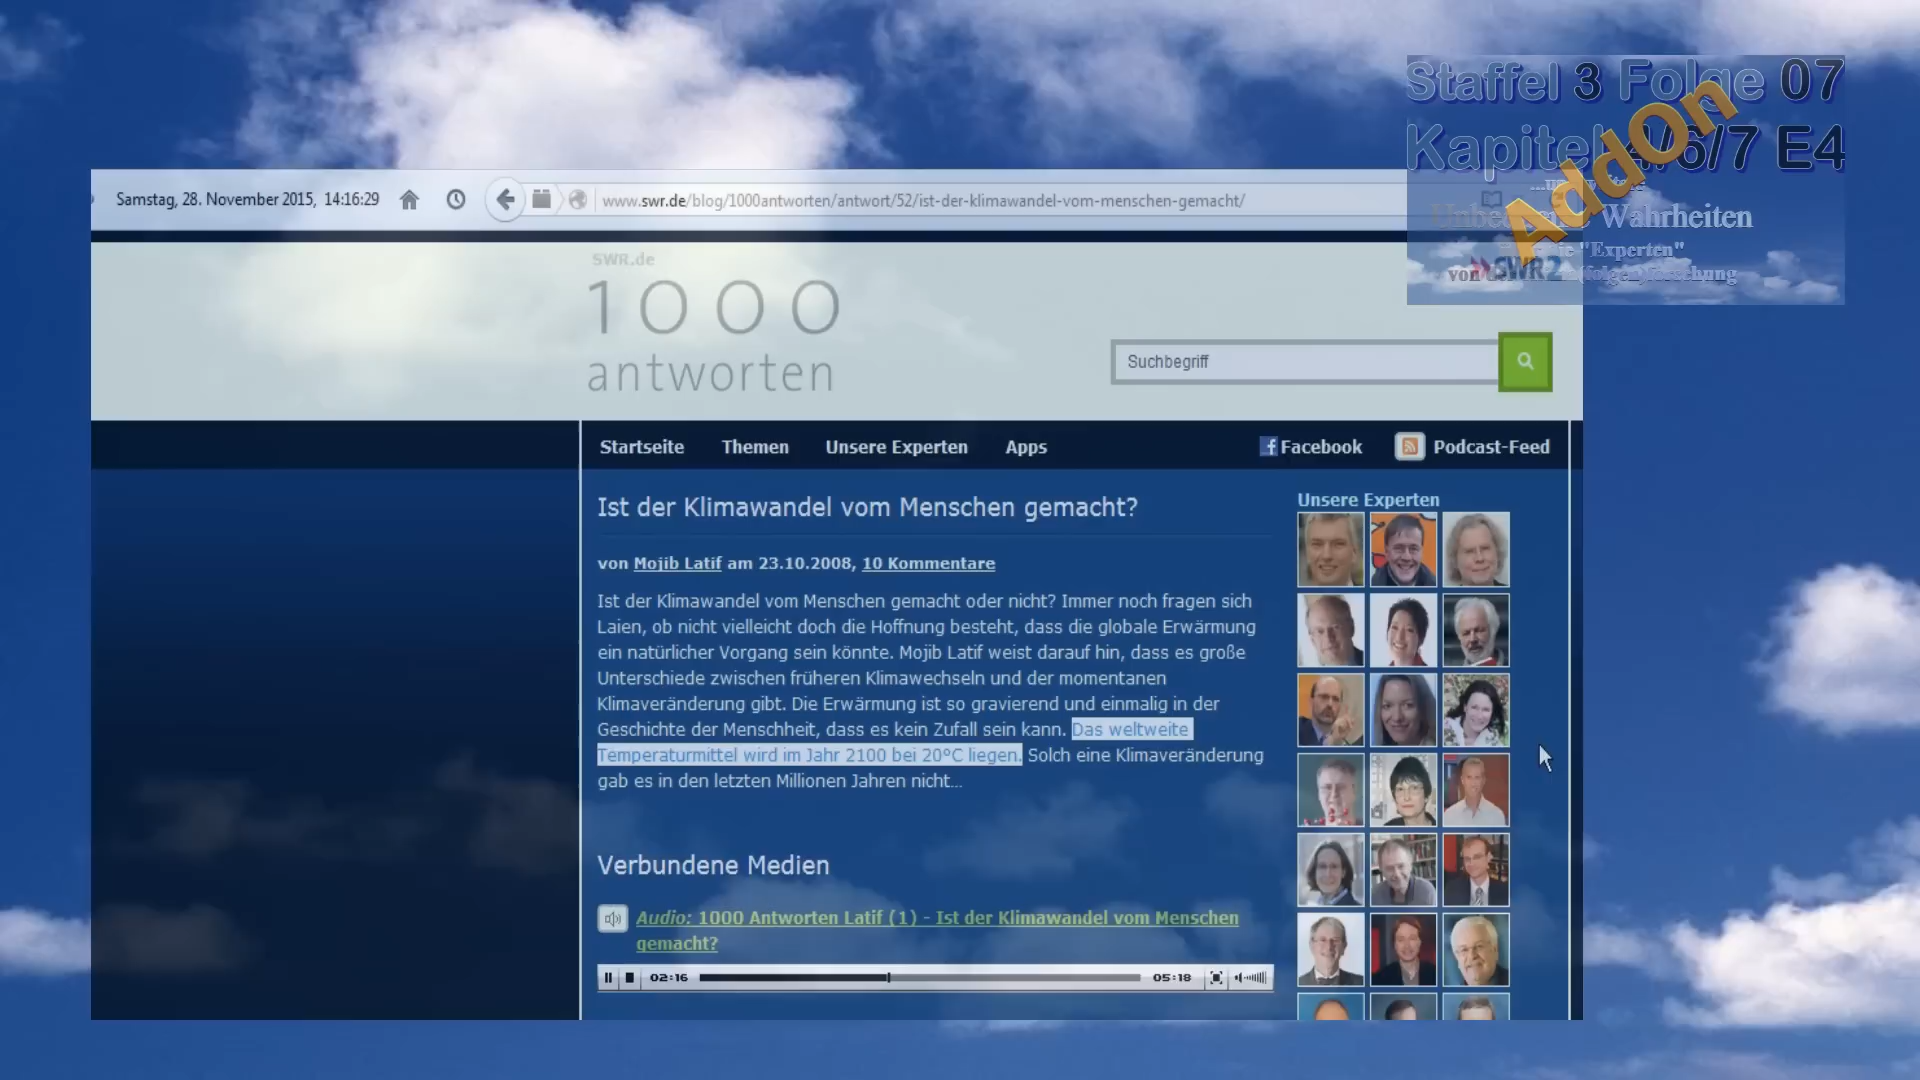 Staffel 3 Folge 07
Kapitel 4/6/7 E4
AddOn
Wahrheiten
"Experten"
von
SWR2
Samstag, 28. November 2015, 14:16:29
www.swr.de/blog/1000antworten/antwort/52/ist-der-klimawandel-vom-menschen-gemacht/
SWR.de
1000
antworten
Suchbegriff
Startseite Themen Unsere Experten Apps Facebook Podcast-Feed
Ist der Klimawandel vom Menschen gemacht?
von Mojib Latif am 23.10.2008, 10 Kommentare
Ist der Klimawandel vom Menschen gemacht oder nicht? Immer noch fragen sich
Laien, ob nicht vielleicht doch die Hoffnung besteht, dass die globale Erwärmung
ein natürlicher Vorgang sein könnte. Mojib Latif weist darauf hin, dass es große
Unterschiede zwischen früheren Klimawechseln und der momentanen
Klimaveränderung gibt. Die Erwärmung ist so gravierend und einmalig in der
Geschichte der Menschheit, dass es kein Zufall sein kann. Das weltweite
Temperaturmittel wird im Jahr 2100 bei 20°C liegen. Solch eine Klimaveränderung
gab es in den letzten Millionen Jahren nicht...
Verbundene Medien
Audio: 1000 Antworten Latif (1) - Ist der Klimawandel vom Menschen
gemacht?
02:16 05:18
Unsere Experten